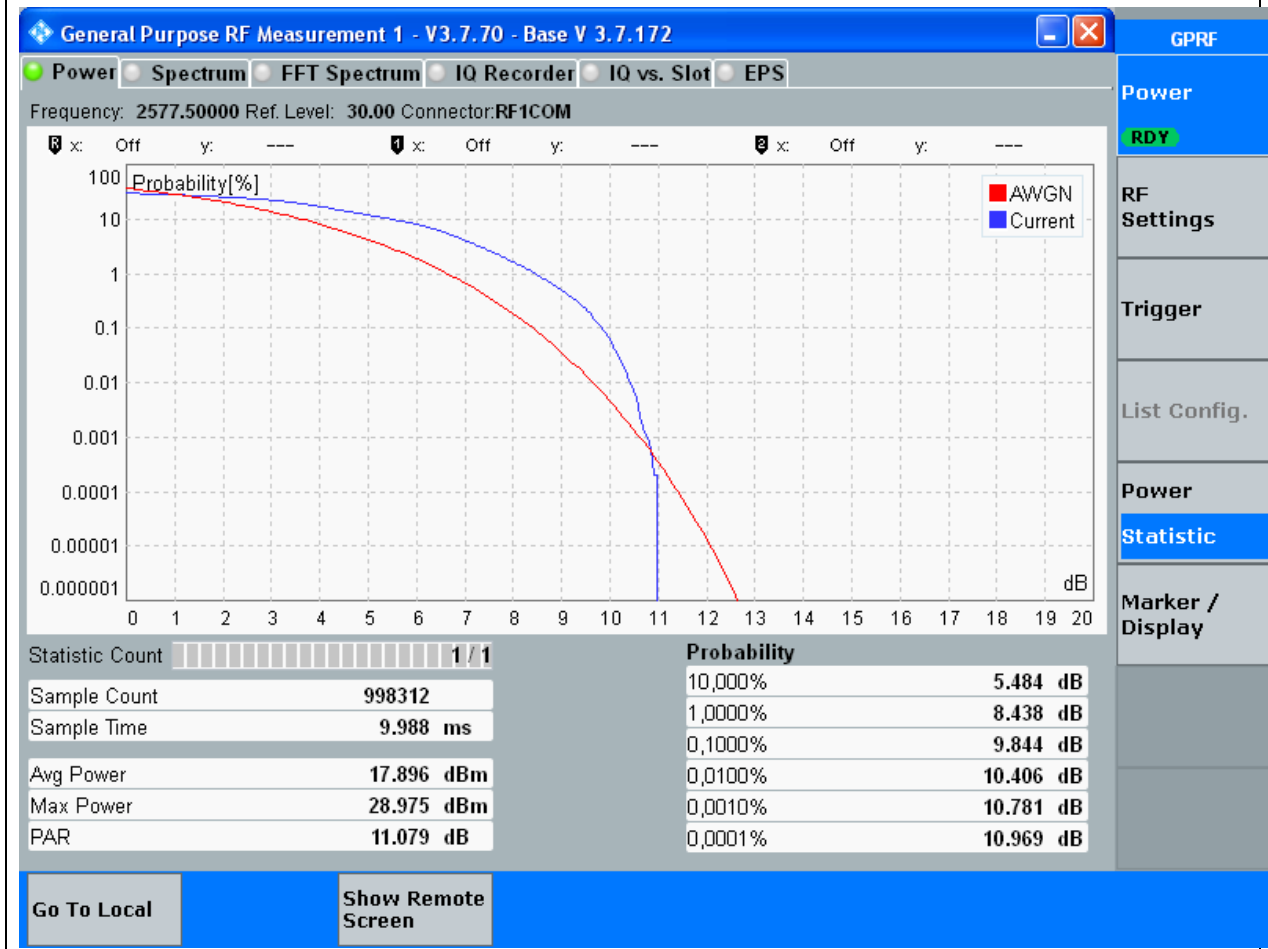 General Purpose RF Measurement 1 - V3.7.70 - Base V 3.7.172
GPRF
Power Spectrum FFT Spectrum IQ Recorder IQ vs. Slot EPS
Power
RDY
Frequency: 2577.50000 Ref. Level: 30.00 Connector:RF1COM
R x: Off y: --- 1 x: Off y: --- 2 x: Off y: ---
Probability[%]
AWGN
Current
100
10
1
0.1
0.01
0.001
0.0001
0.00001
0.000001
dB
0 1 2 3 4 5 6 7 8 9 10 11 12 13 14 15 16 17 18 19 20
RF
Settings
Trigger
List Config.
Power
Statistic
Marker /
Display
Statistic Count 1 / 1
Sample Count 998312
Sample Time 9.988 ms
Avg Power 17.896 dBm
Max Power 28.975 dBm
PAR 11.079 dB
Probability
10,000% 5.484 dB
1,0000% 8.438 dB
0,1000% 9.844 dB
0,0100% 10.406 dB
0,0010% 10.781 dB
0,0001% 10.969 dB
Go To Local
Show Remote
Screen